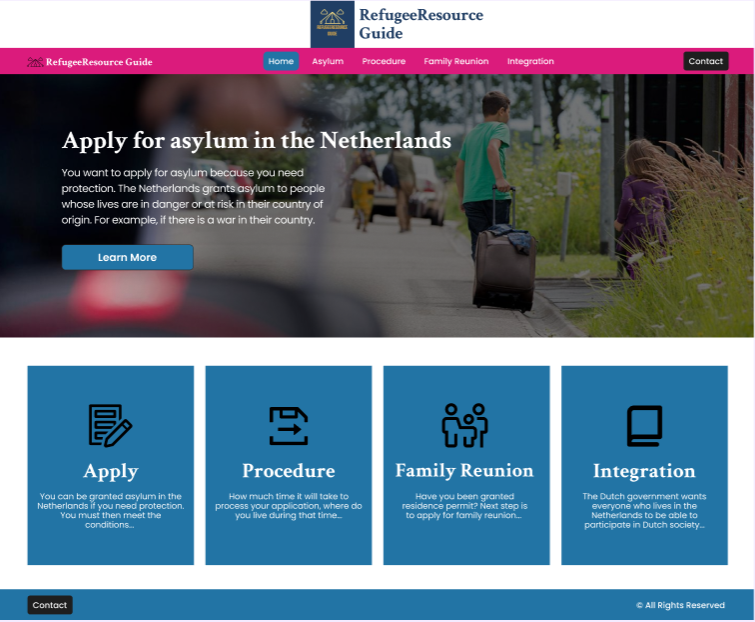 RefugeeResource
Guide
RefugeeResource Guide
Home
Asylum
Procedure
Family Reunion
Integration
Contact
Apply for asylum in the Netherlands
You want to apply for asylum because you need
protection. The Netherlands grants asylum to people
whose lives are in danger or at risk in their country of
origin. For example, if there is a war in their country.
Learn More
Apply
You can be granted asylum in the
Netherlands if you need protection.
You must then meet the
conditions...
Procedure
How much time it will take to
process your application, where do
you live during that time...
Family Reunion
Have you been granted
residence permit? Next step is
to apply for family reunion...
Integration
The Dutch government wants
everyone who lives in the
Netherlands to be able to
participate in Dutch society...
Contact
© All Rights Reserved